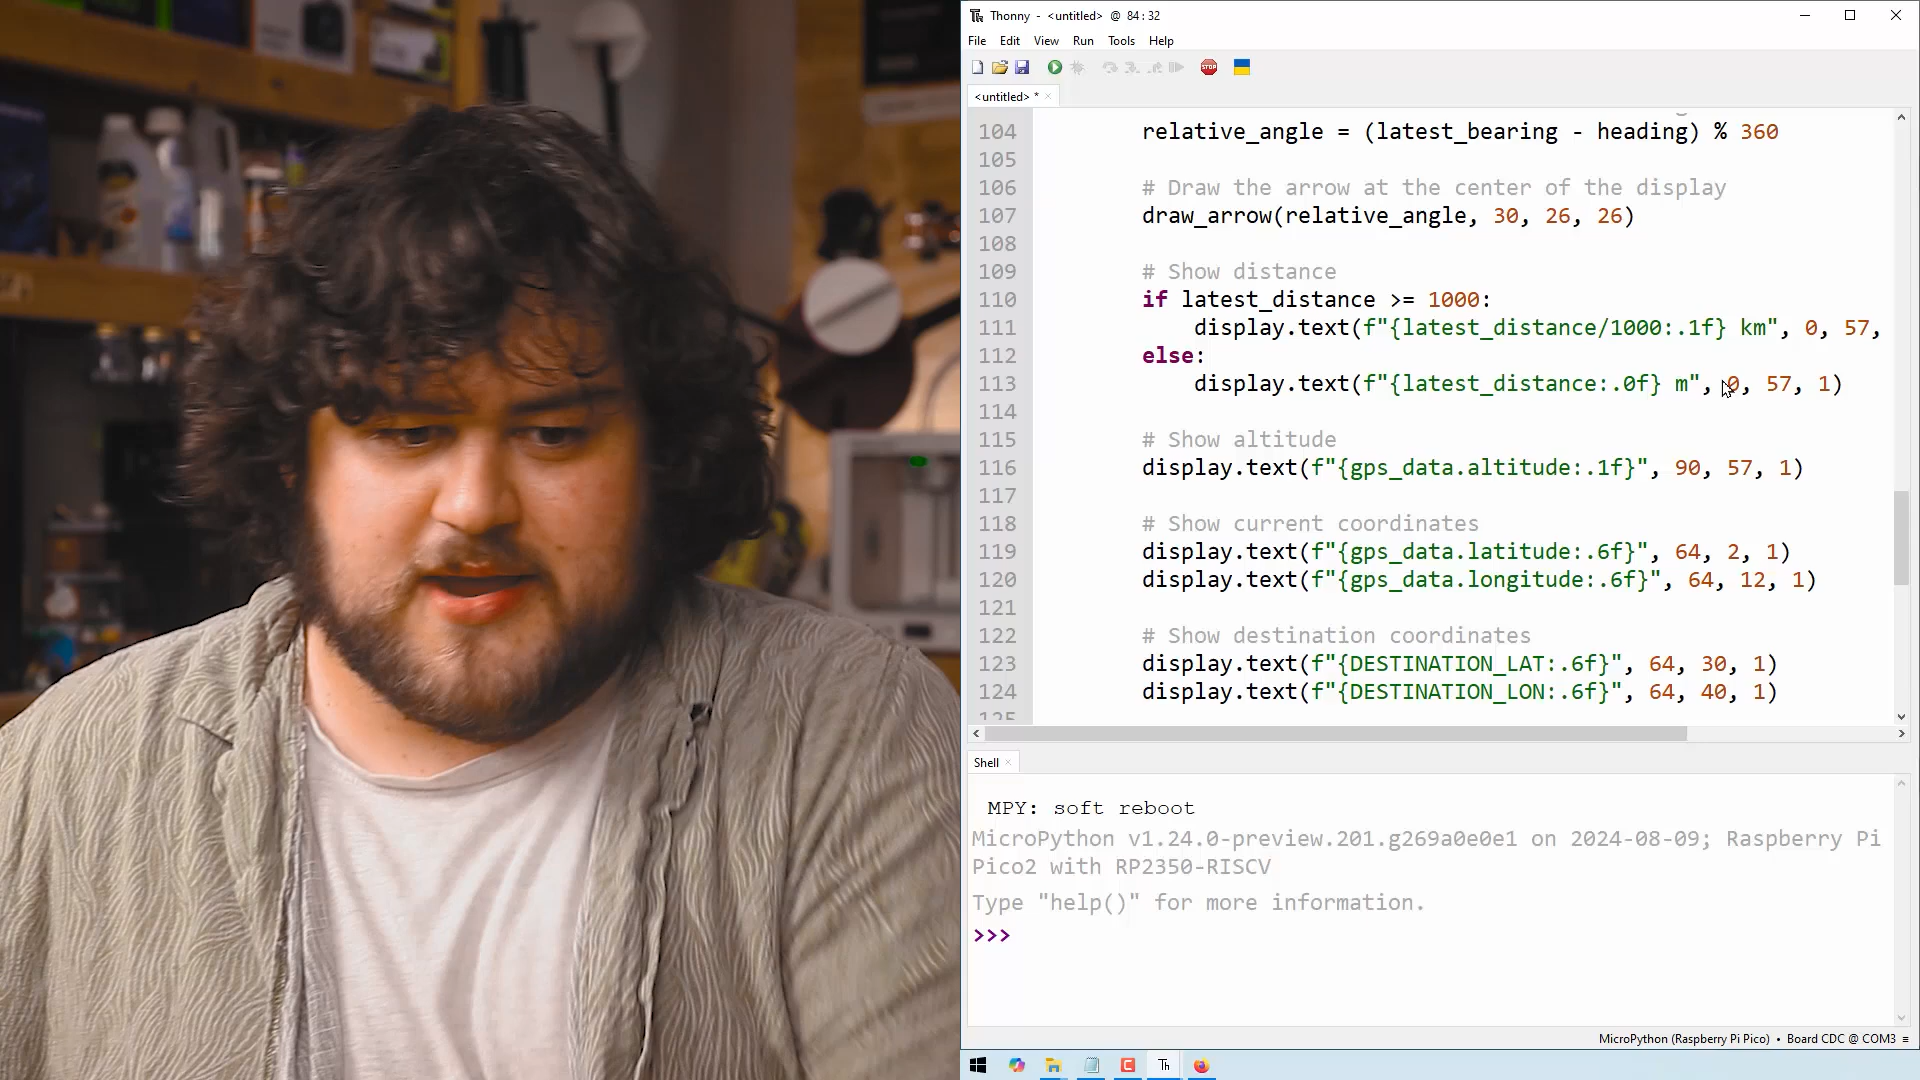 Thonny - <untitled> @ 84:32
File Edit View Run Tools Help
STOP
<untitled> *
104 relative_angle = (latest_bearing - heading) % 360
105
106 # Draw the arrow at the center of the display
107 draw_arrow(relative_angle, 30, 26, 26)
108
109 # Show distance
110 if latest_distance >= 1000:
111 display.text(f"{latest_distance/1000:.1f} km", 0, 57,
112 else:
113 display.text(f"{latest_distance:.0f} m", 0, 57, 1)
114
115 # Show altitude
116 display.text(f"{gps_data.altitude:.1f}", 90, 57, 1)
117
118 # Show current coordinates
119 display.text(f"{gps_data.latitude:.6f}", 64, 2, 1)
120 display.text(f"{gps_data.longitude:.6f}", 64, 12, 1)
121
122 # Show destination coordinates
123 display.text(f"{DESTINATION_LAT:.6f}", 64, 30, 1)
124 display.text(f"{DESTINATION_LON:.6f}", 64, 40, 1)
125
Shell
MPY: soft reboot
MicroPython v1.24.0-preview.201.g269a0e0e1 on 2024-08-09; Raspberry Pi
Pico2 with RP2350-RISCV
Type "help()" for more information.
>>>
MicroPython (Raspberry Pi Pico) • Board CDC @ COM3 ≡
Th